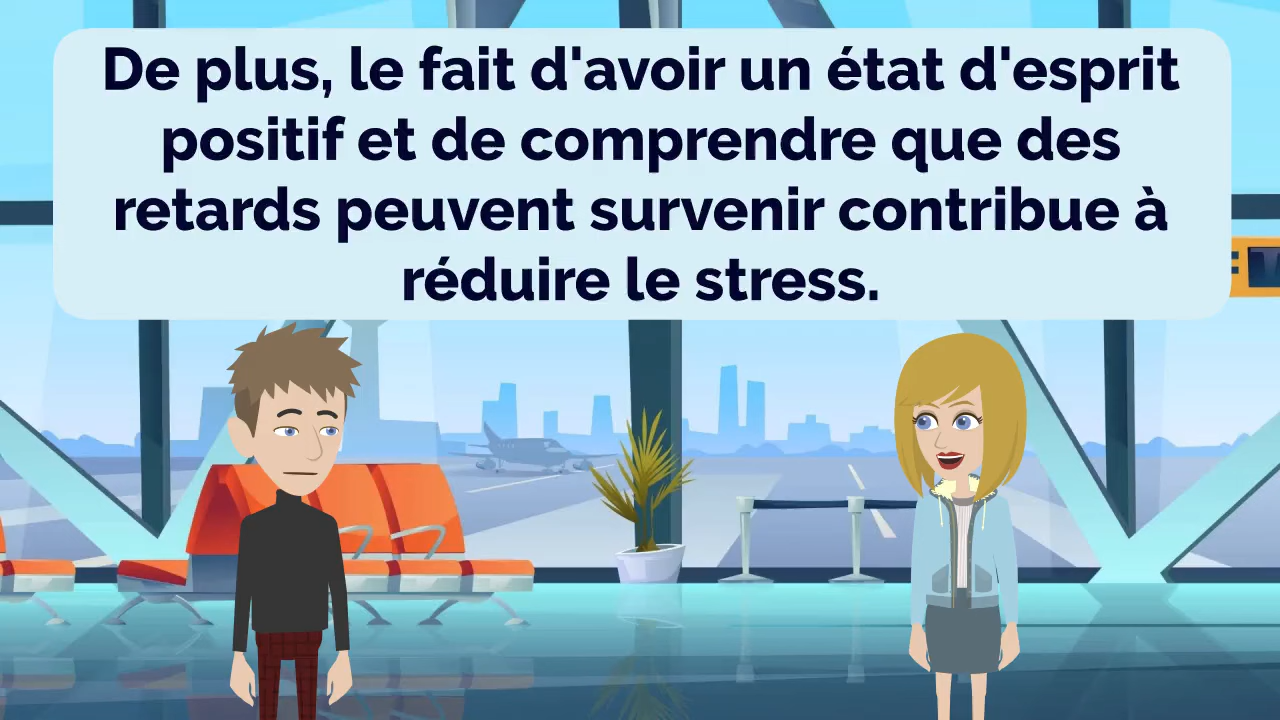 De plus, le fait d'avoir un état d'esprit
positif et de comprendre que des
retards peuvent survenir contribue à
réduire le stress.